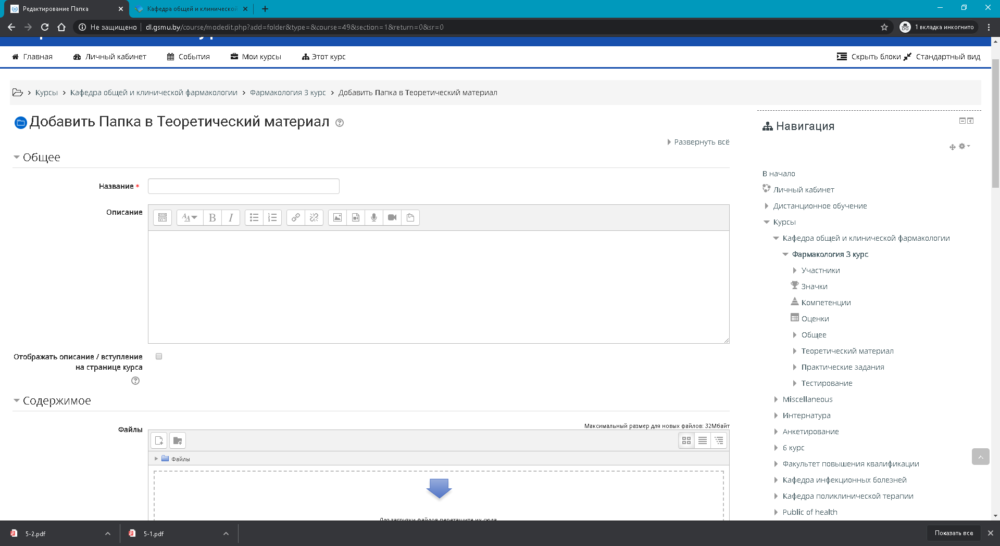 Редактирование Папка
Кафедра общей и клинической
Не защищено
dl.gsmu.by/course/modedit.php?add=folder&type=&course=49&section=1&return=0&sr=0
1 вкладка инкогнито
Главная
Личный кабинет
События
Мои курсы
Этот курс
Скрыть блоки
Стандартный вид
Курсы > Кафедра общей и клинической фармакологии > Фармакология 3 курс > Добавить Папка в Теоретический материал
Добавить Папка в Теоретический материал
Развернуть всё
Общее
Название *
Описание
Отображать описание / вступление
на странице курса
Содержимое
Файлы
Максимальный размер для новых файлов: 32Мбайт
Файлы
Для загрузки файлов перетащите их сюда
Навигация
В начало
Личный кабинет
Дистанционное обучение
Курсы
Кафедра общей и клинической фармакологии
Фармакология 3 курс
Участники
Значки
Компетенции
Оценки
Общее
Теоретический материал
Практические задания
Тестирование
Miscellaneous
Интернатура
Анкетирование
6 курс
Факультет повышения квалификации
Кафедра инфекционных болезней
Кафедра поликлинической терапии
Public of health
5-2.pdf
5-1.pdf
Показать все